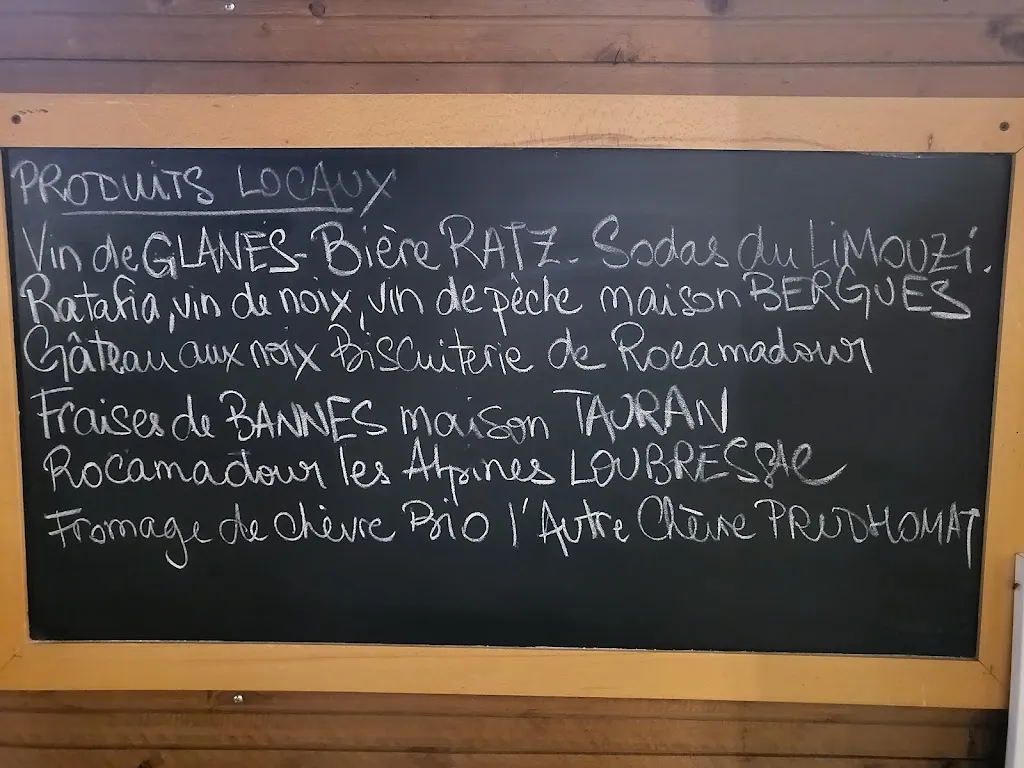 PRODUITS LOCAUX
Vin de GLANES - Bière RATZ - Sodas du LiMOUZi.
Ratafia, vin de noix, vin de pêche maison BERGUES
Gâteau aux noix Biscuiterie de Rocamadour
Fraises de BANNES maison TAURAN
Rocamadour les Alpines LOUBRESSAC
Fromage de chèvre BiO l'Autre Chèvre PRUDHOMAT